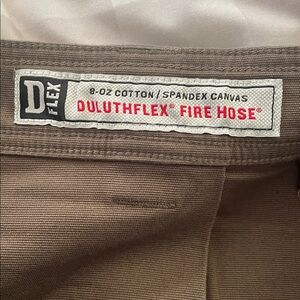 D FLEX
8-OZ COTTON / SPANDEX CANVAS
DULUTHFLEX® FIRE HOSE®